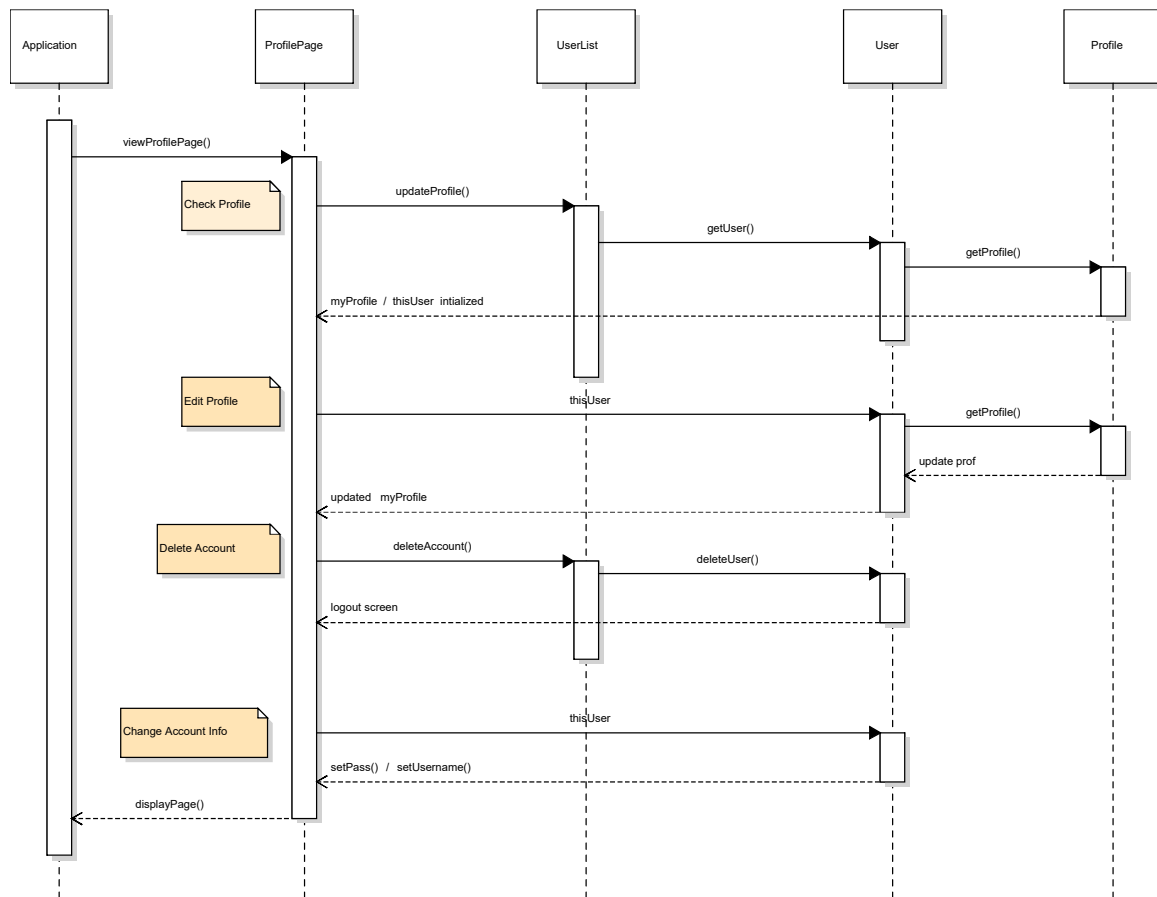 Application
ProfilePage
UserList
User
Profile
viewProfilePage()
Check Profile
updateProfile()
getUser()
getProfile()
myProfile / thisUser intialized
Edit Profile
thisUser
getProfile()
update prof
updated myProfile
Delete Account
deleteAccount()
deleteUser()
logout screen
Change Account Info
thisUser
setPass() / setUsername()
displayPage()